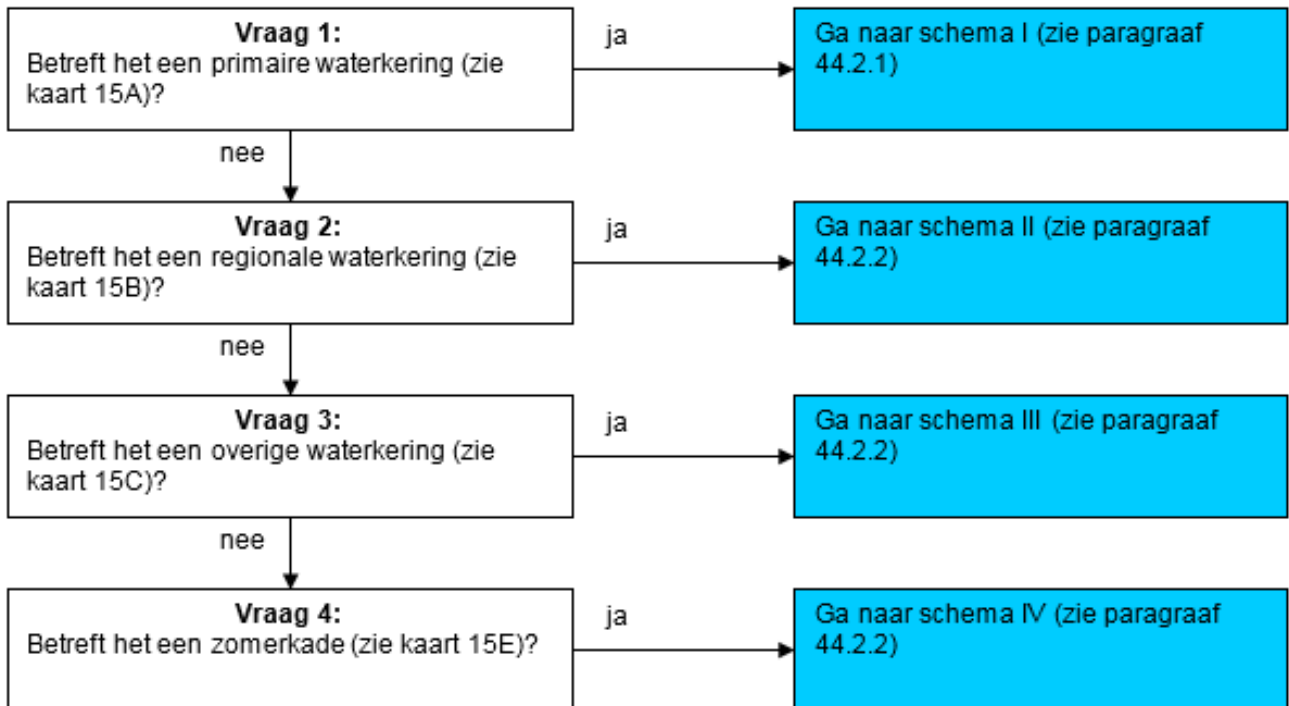 Vraag 1:
Betreft het een primaire waterkering (zie
kaart 15A)?
ja
Ga naar schema I (zie paragraaf
44.2.1)
nee
Vraag 2:
Betreft het een regionale waterkering (zie
kaart 15B)?
ja
Ga naar schema II (zie paragraaf
44.2.2)
nee
Vraag 3:
Betreft het een overige waterkering (zie
kaart 15C)?
ja
Ga naar schema III (zie paragraaf
44.2.2)
nee
Vraag 4:
Betreft het een zomerkade (zie kaart 15E)?
ja
Ga naar schema IV (zie paragraaf
44.2.2)